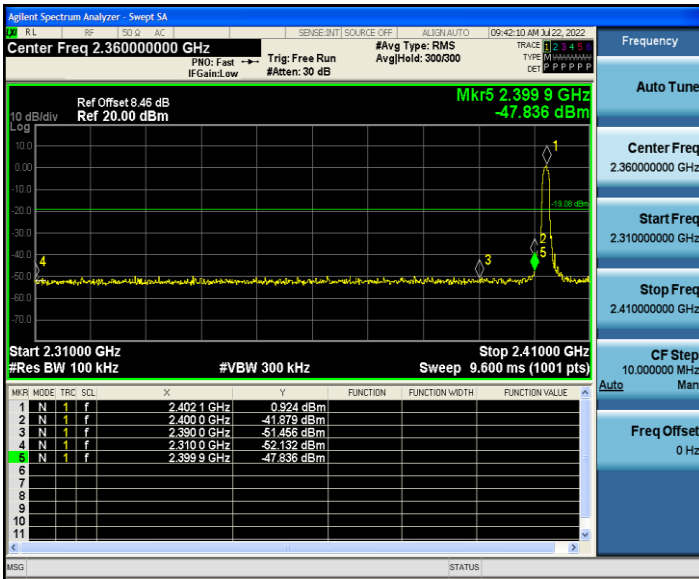 Agilent Spectrum Analyzer - Swept SA
RL RF 50 Ω AC SENSE:INT SOURCE OFF ALIGN AUTO 09:42:10 AM Jul 22, 2022
Center Freq 2.360000000 GHz
#Avg Type: RMS
TRACE 1 2 3 4 5 6
PNO: Fast Trig: Free Run Avg|Hold: 300/300
TYPE M
IFGain:Low #Atten: 30 dB
DET P P P P P P
Mkr5 2.399 9 GHz
-47.836 dBm
Ref Offset 8.46 dB
10 dB/div Ref 20.00 dBm
Log
10.0
0.00
-10.0
-20.0
-30.0
-40.0
-50.0
-60.0
-70.0
1
-19.08 dBm
2
5
3
4
Start 2.31000 GHz Stop 2.41000 GHz
#Res BW 100 kHz #VBW 300 kHz Sweep 9.600 ms (1001 pts)
MKR MODE TRC SCL X Y FUNCTION FUNCTION WIDTH FUNCTION VALUE
1 N 1 f 2.402 1 GHz 0.924 dBm
2 N 1 f 2.400 0 GHz -41.879 dBm
3 N 1 f 2.390 0 GHz -51.456 dBm
4 N 1 f 2.310 0 GHz -52.132 dBm
5 N 1 f 2.399 9 GHz -47.836 dBm
6
7
8
9
10
11
MSG STATUS
Frequency
Auto Tune
Center Freq
2.360000000 GHz
Start Freq
2.310000000 GHz
Stop Freq
2.410000000 GHz
CF Step
10.000000 MHz
Auto Man
Freq Offset
0 Hz